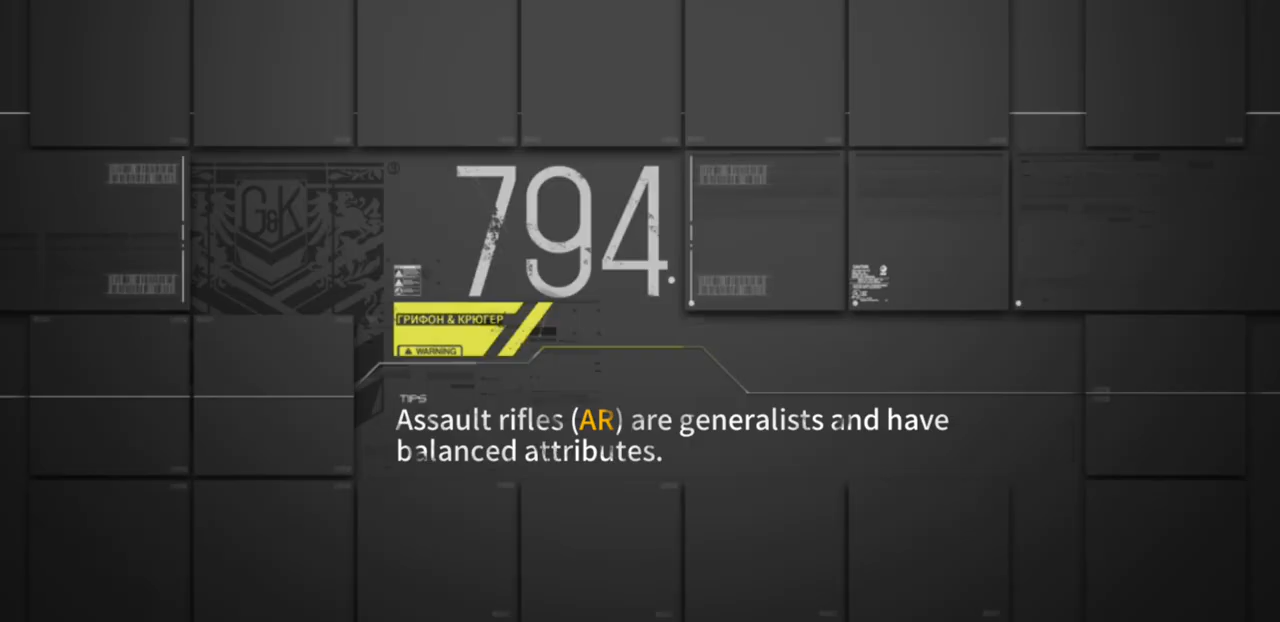 G&K
794.
ГРИФОН & КРЮГЕР
WARNING
TIPS
Assault rifles (AR) are generalists and have
balanced attributes.